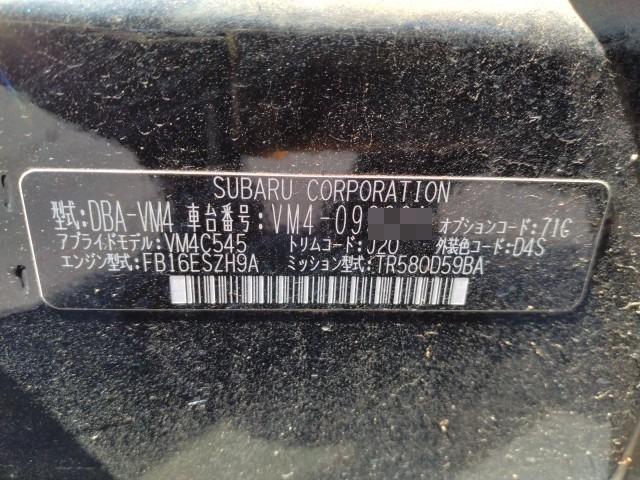 SUBARU CORPORATION
型式:DBA-VM4 車台番号:VM4-09 オプションコード:71G
アプライドモデル:VM4C545 トリムコード:J20 外装色コード:D4S
エンジン型式:FB16ESZH9A ミッション型式:TR580D59BA